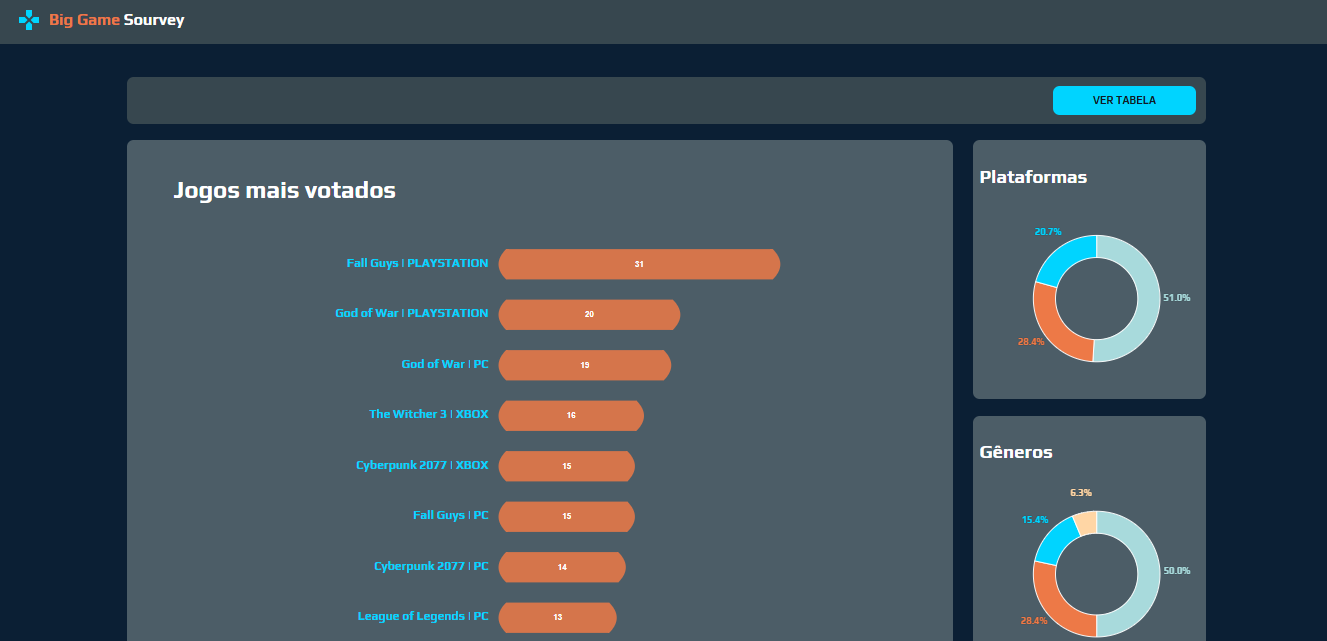 Big Game Sourvey
VER TABELA
Jogos mais votados
Fall Guys | PLAYSTATION 31
God of War | PLAYSTATION 20
God of War | PC 19
The Witcher 3 | XBOX 16
Cyberpunk 2077 | XBOX 15
Fall Guys | PC 15
Cyberpunk 2077 | PC 14
League of Legends | PC 13
Plataformas
20.7%
51.0%
28.4%
Gêneros
6.3%
15.4%
50.0%
28.4%